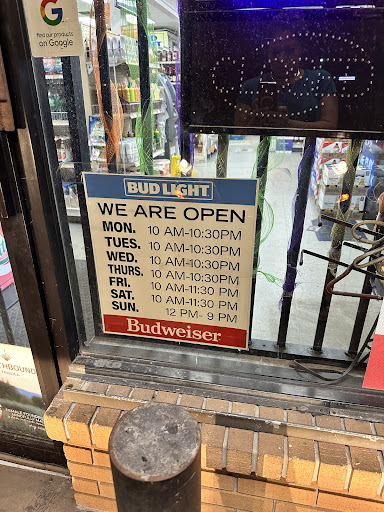 G
Find our products
on Google
BUD LIGHT
WE ARE OPEN
MON. 10 AM-10:30PM
TUES. 10 AM-10:30PM
WED. 10 AM-10:30PM
THURS. 10 AM-10:30PM
FRI. 10 AM-11:30 PM
SAT. 10 AM-11:30 PM
SUN. 12 PM- 9 PM
Budweiser